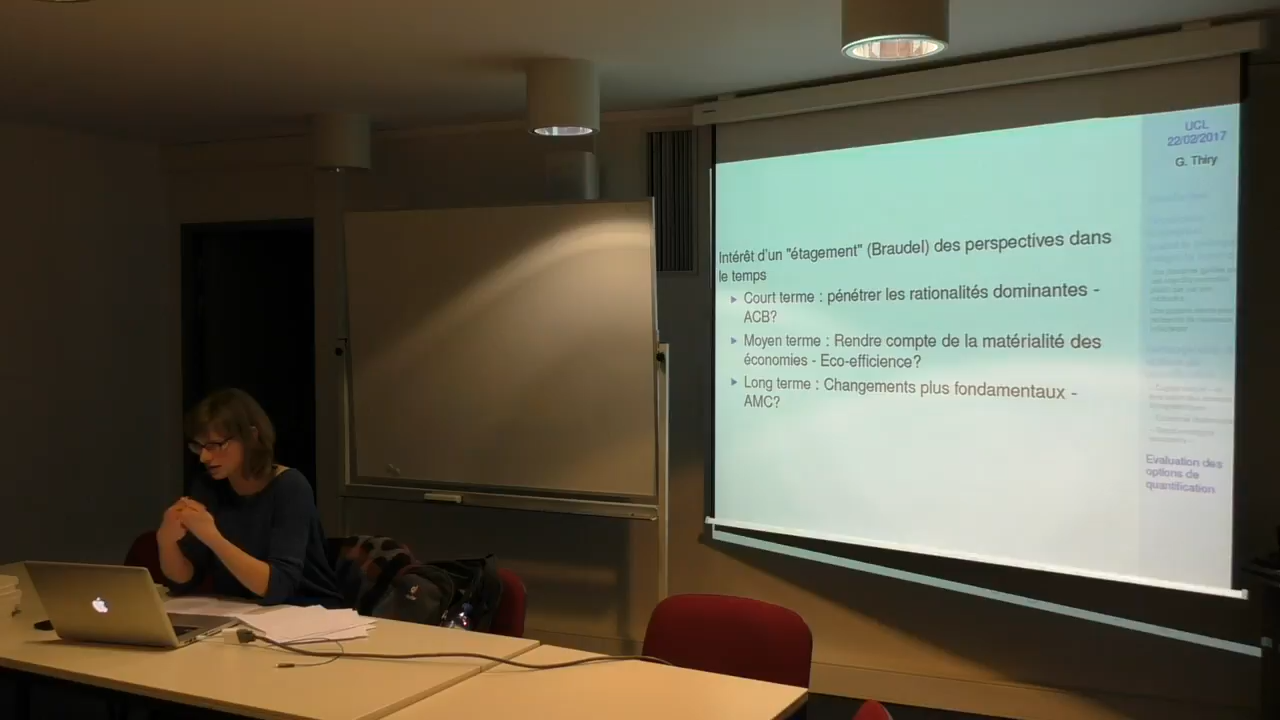 UCL
22/02/2017
G. Thiry
Intérêt d'un "étagement" (Braudel) des perspectives dans
le temps
Court terme : pénétrer les rationalités dominantes -
ACB?
Moyen terme : Rendre compte de la matérialité des
économies - Eco-efficience?
Long terme : Changements plus fondamentaux -
AMC?
Evaluation des
options de
quantification